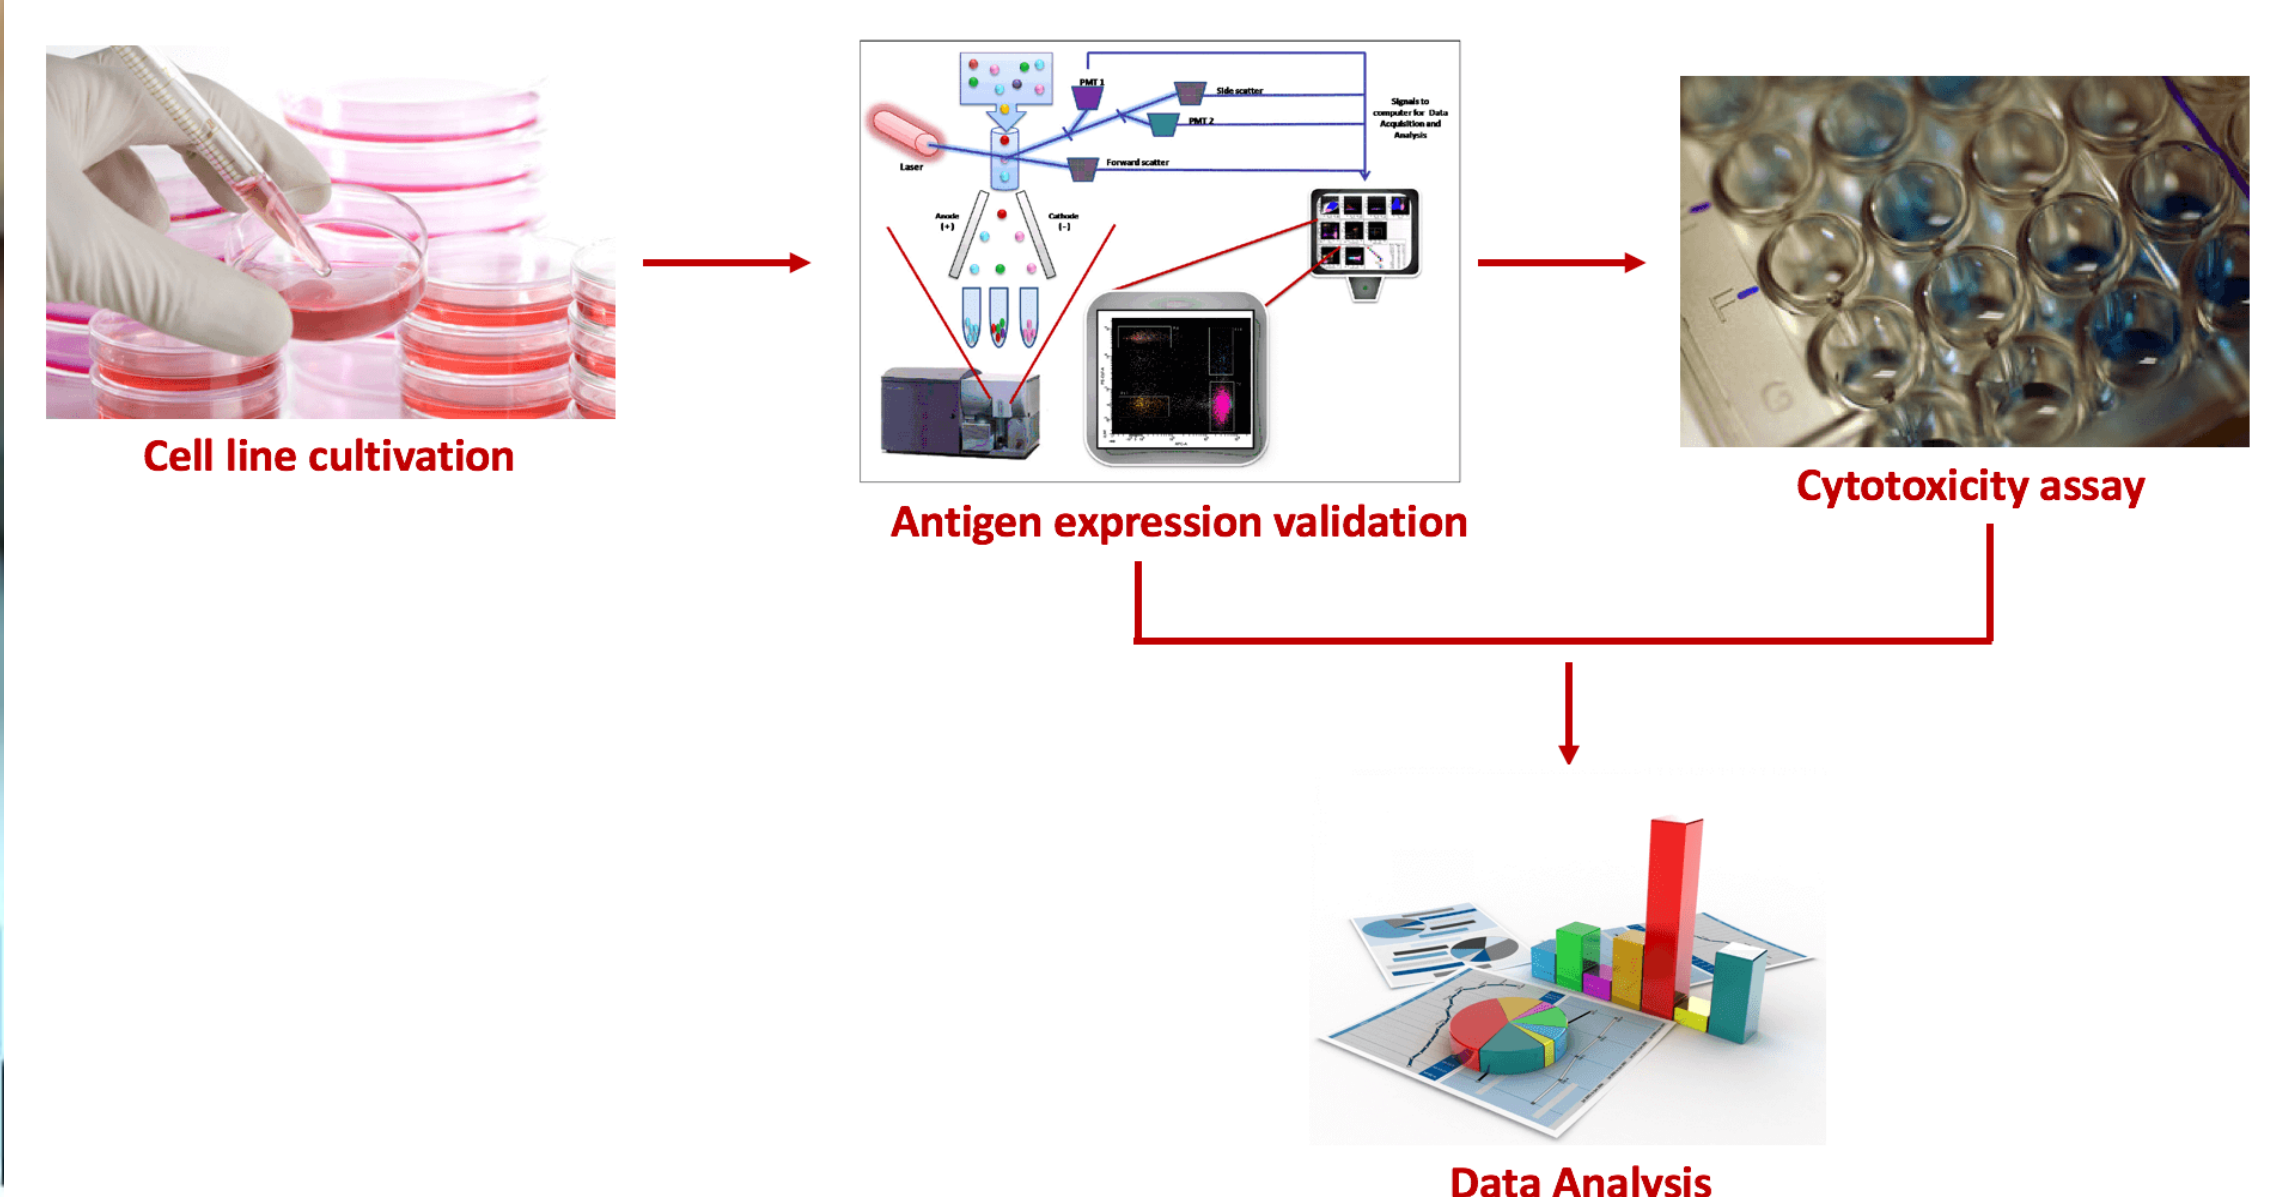 PMT 1
Side scatter
PMT 2
Signals to
computer for Data
Acquisition and
Analysis
Laser
Forward scatter
Anode
(+)
Cathode
(-)
F
G
Cell line cultivation
Antigen expression validation
Cytotoxicity assay
Data Analysis